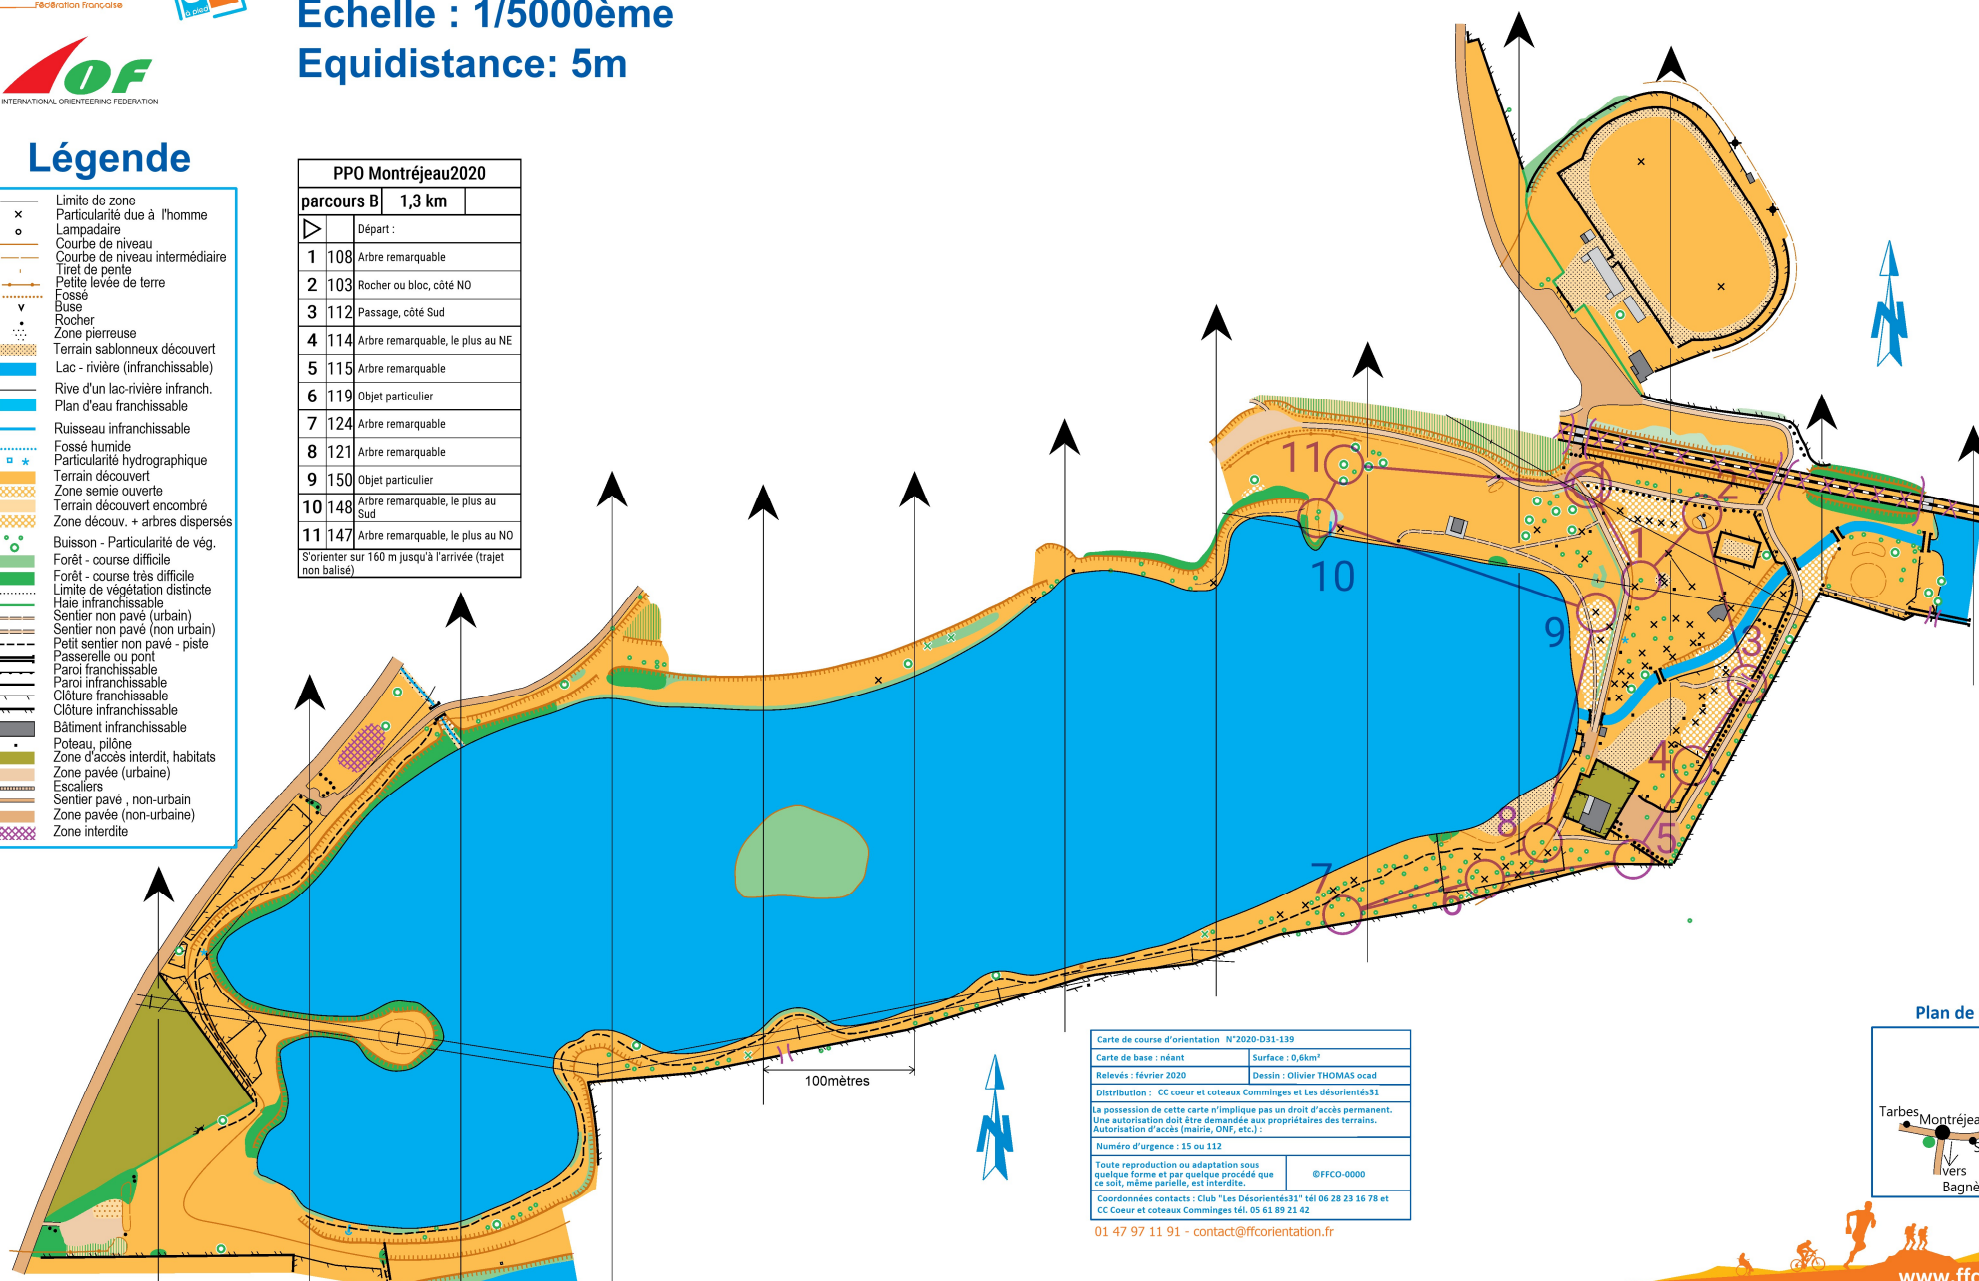 Fédération Française
à pied
IOF
INTERNATIONAL ORIENTEERING FEDERATION
Echelle : 1/5000ème
Equidistance: 5m
Légende
Limite de zone
Particularité due à l'homme
Lampadaire
Courbe de niveau
Courbe de niveau intermédiaire
Tiret de pente
Petite levée de terre
Fossé
Buse
Rocher
Zone pierreuse
Terrain sablonneux découvert
Lac - rivière (infranchissable)
Rive d'un lac-rivière infranch.
Plan d'eau franchissable
Ruisseau infranchissable
Fossé humide
Particularité hydrographique
Terrain découvert
Zone semie ouverte
Terrain découvert encombré
Zone découv. + arbres dispersés
Buisson - Particularité de vég.
Forêt - course difficile
Forêt - course très difficile
Limite de végétation distincte
Haie infranchissable
Sentier non pavé (urbain)
Sentier non pavé (non urbain)
Petit sentier non pavé - piste
Passerelle ou pont
Paroi franchissable
Paroi infranchissable
Clôture franchissable
Clôture infranchissable
Bâtiment infranchissable
Poteau, pilône
Zone d'accès interdit, habitats
Zone pavée (urbaine)
Escaliers
Sentier pavé , non-urbain
Zone pavée (non-urbaine)
Zone interdite
PPO Montréjeau2020
parcours B 1,3 km
Départ :
1 108 Arbre remarquable
2 103 Rocher ou bloc, côté NO
3 112 Passage, côté Sud
4 114 Arbre remarquable, le plus au NE
5 115 Arbre remarquable
6 119 Objet particulier
7 124 Arbre remarquable
8 121 Arbre remarquable
9 150 Objet particulier
10 148 Arbre remarquable, le plus au
Sud
11 147 Arbre remarquable, le plus au NO
S'orienter sur 160 m jusqu'à l'arrivée (trajet
non balisé)
N
11
2
1
10
9
3
4
8
5
7
6
100mètres
N
Carte de course d'orientation N°2020-D31-139
Carte de base : néant Surface : 0,6km²
Relevés : février 2020 Dessin : Olivier THOMAS ocad
Distribution : CC coeur et coteaux Comminges et Les désorientés31
La possession de cette carte n'implique pas un droit d'accès permanent.
Une autorisation doit être demandée aux propriétaires des terrains.
Autorisation d'accès (mairie, ONF, etc.) :
Numéro d'urgence : 15 ou 112
Toute reproduction ou adaptation sous
quelque forme et par quelque procédé que
ce soit, même parielle, est interdite.
©FFCO-0000
Coordonnées contacts : Club "Les Désorientés31" tél 06 28 23 16 78 et
CC Coeur et coteaux Comminges tél. 05 61 89 21 42
01 47 97 11 91 - contact@ffcorientation.fr
Plan de
Tarbes
Montréjea
S
vers
Bagnè
www.ffc